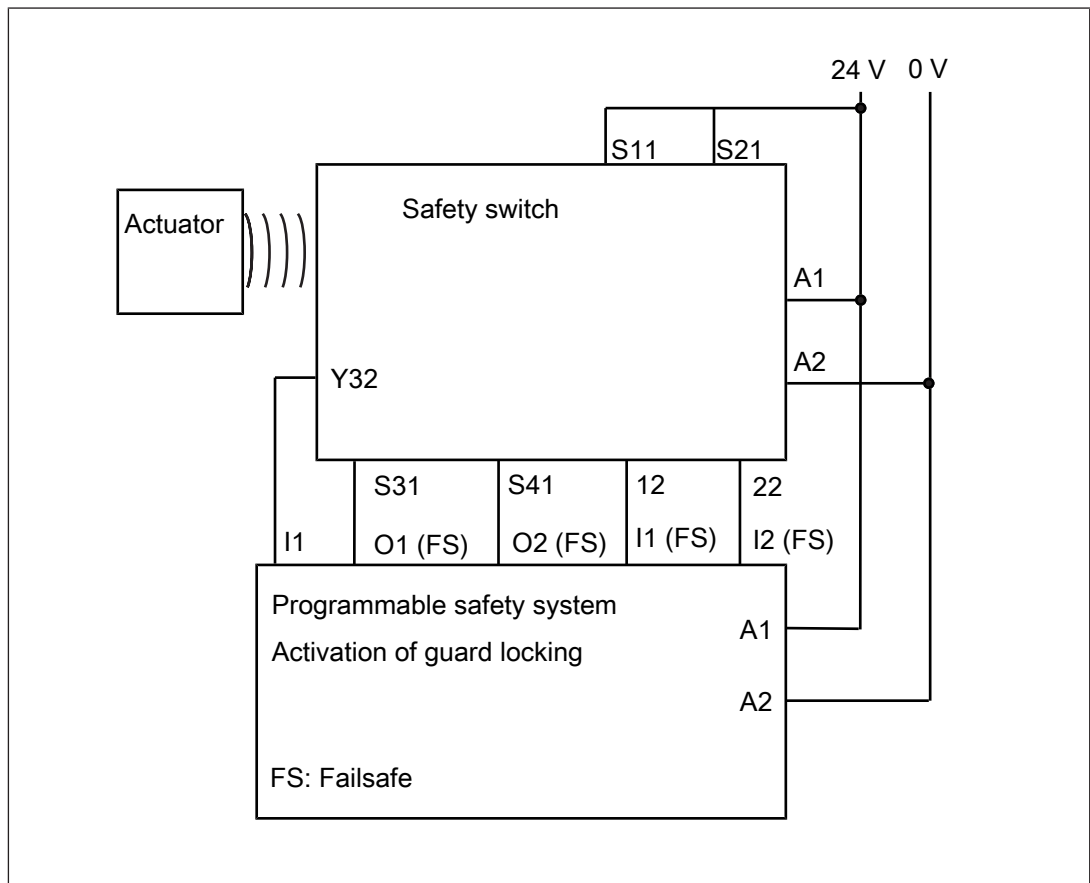 24 V 0 V
S11 S21
Actuator
Safety switch
A1
A2
Y32
S31 S41 12 22
I1 O1 (FS) O2 (FS) I1 (FS) I2 (FS)
Programmable safety system
A1
Activation of guard locking
A2
FS: Failsafe